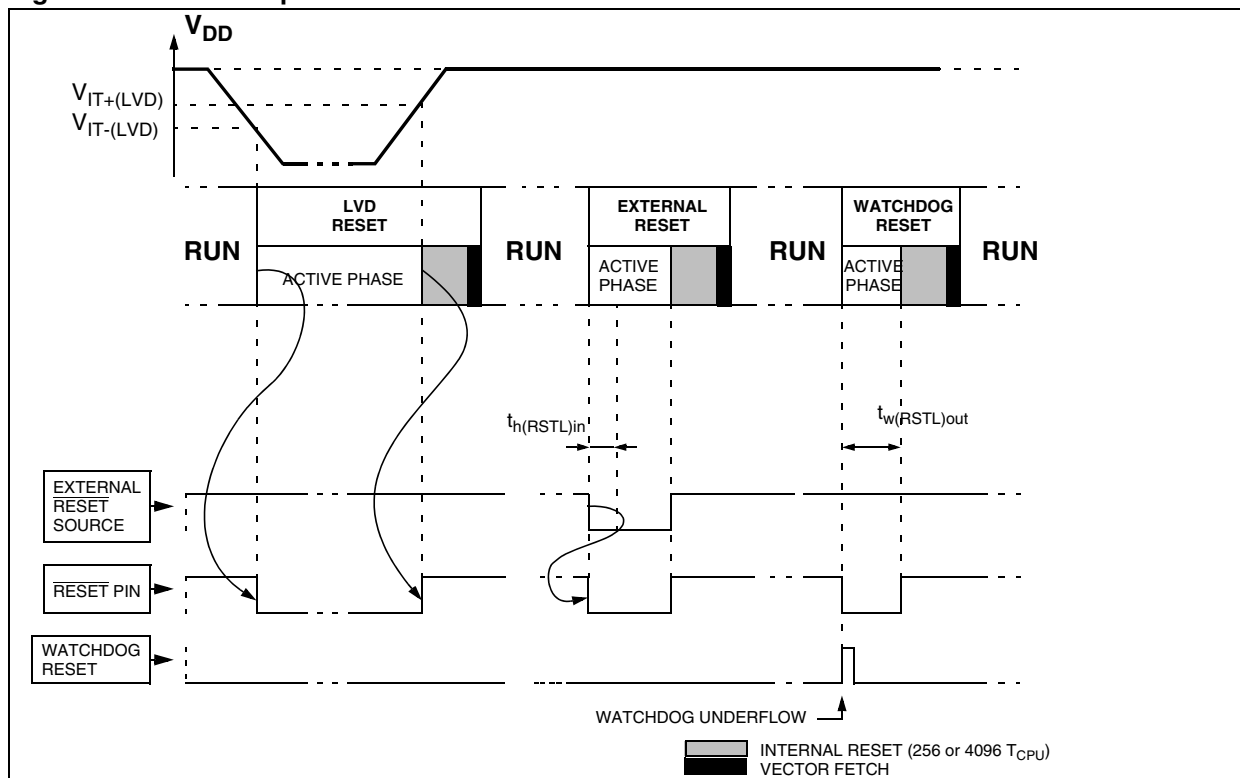 V_DD
V_IT+(LVD)
V_IT-(LVD)
LVD
RESET
EXTERNAL
RESET
WATCHDOG
RESET
RUN
RUN
RUN
RUN
ACTIVE PHASE
ACTIVE
PHASE
ACTIVE
PHASE
t_h(RSTL)in
t_w(RSTL)out
EXTERNAL
RESET
SOURCE
RESET PIN
WATCHDOG
RESET
WATCHDOG UNDERFLOW
INTERNAL RESET (256 or 4096 T_CPU)
VECTOR FETCH